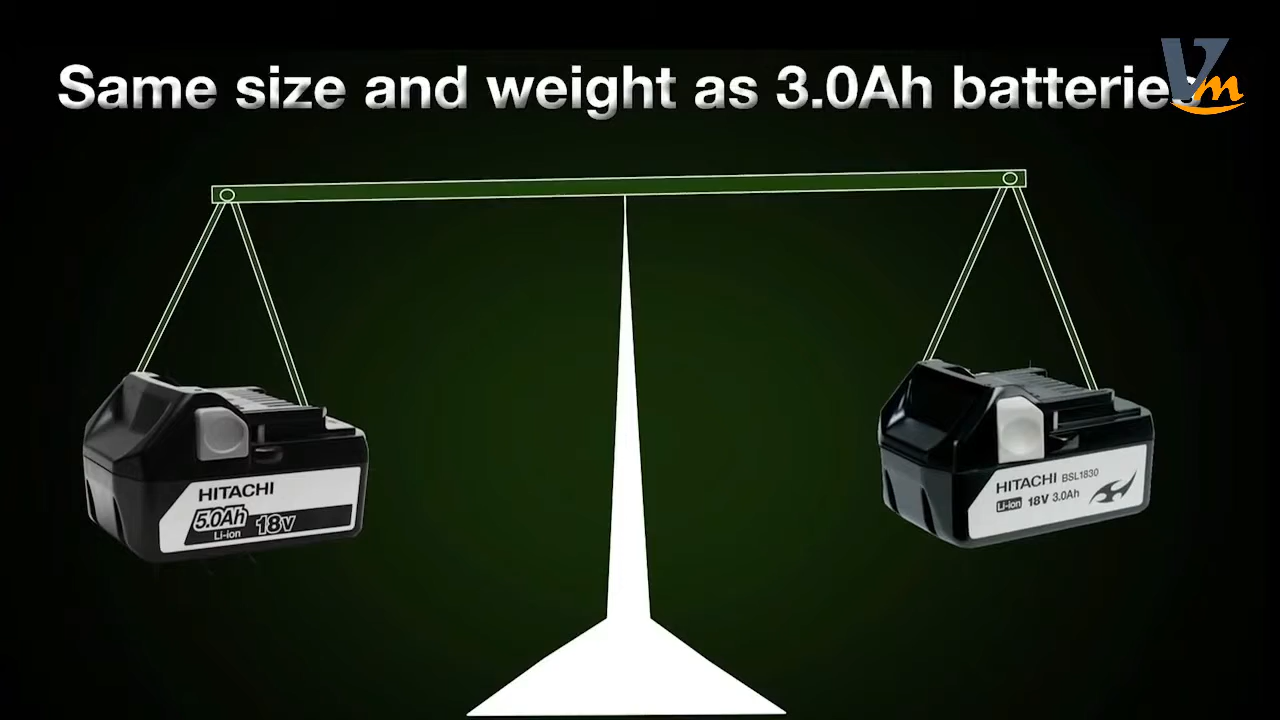 Same size and weight as 3.0Ah batteries
Vm
HITACHI
5.0Ah 18V
Li-ion
HITACHI BSL1830
Li-ion 18V 3.0Ah